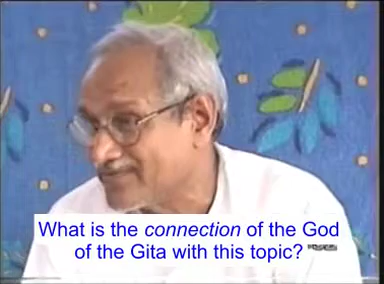 What is the connection of the God
of the Gita with this topic?